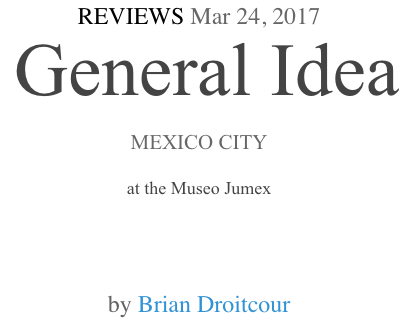 REVIEWS Mar 24, 2017
General Idea
MEXICO CITY
at the Museo Jumex
by Brian Droitcour